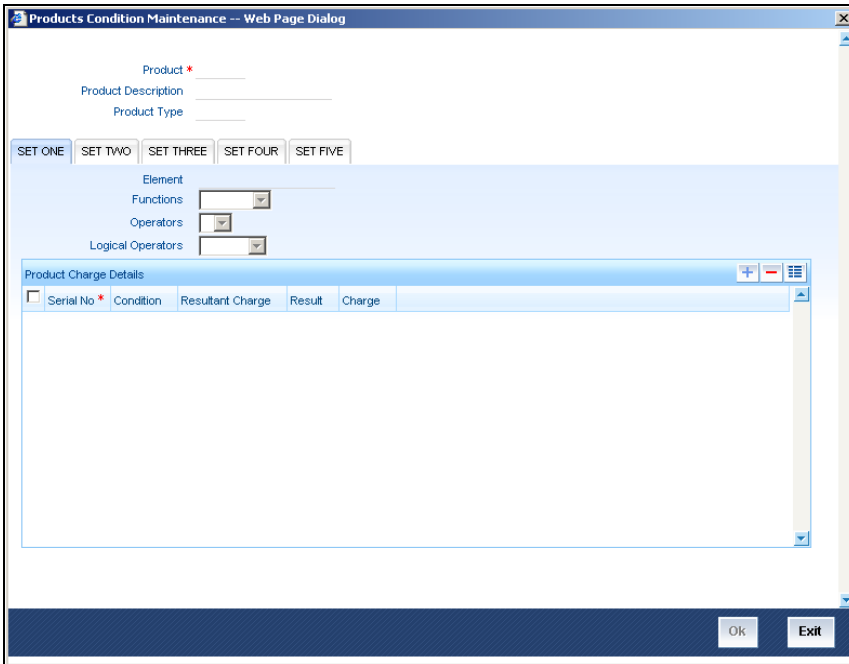 Products Condition Maintenance -- Web Page Dialog
Product *
Product Description
Product Type
SET ONE SET TWO SET THREE SET FOUR SET FIVE
Element
Functions
Operators
Logical Operators
Product Charge Details
Serial No * Condition Resultant Charge Result Charge
Ok Exit